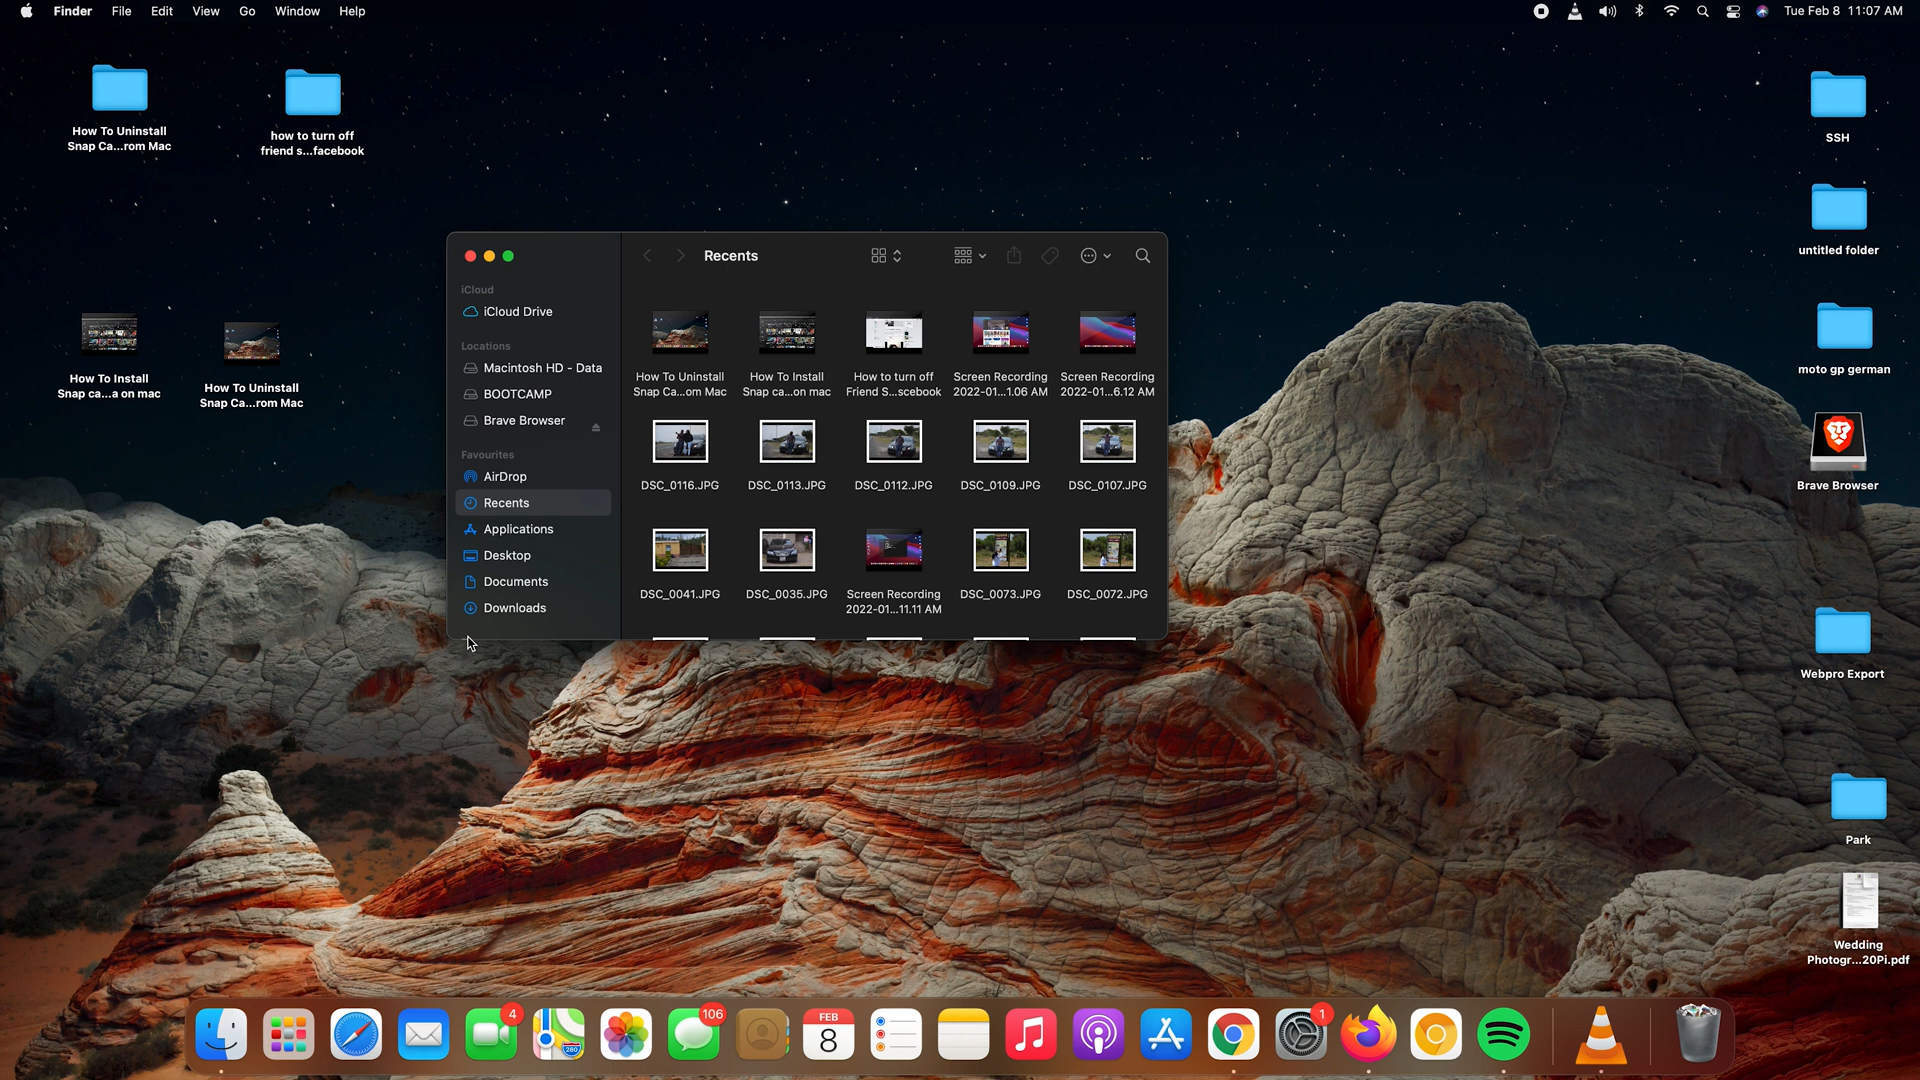 Finder File Edit View Go Window Help Tue Feb 8 11:07 AM
How To Uninstall
Snap Ca...rom Mac
how to turn off
friend s...facebook
How To Install
Snap ca...a on mac
How To Uninstall
Snap Ca...rom Mac
Recents
iCloud
iCloud Drive
Locations
Macintosh HD - Data
BOOTCAMP
Brave Browser
Favourites
AirDrop
Recents
Applications
Desktop
Documents
Downloads
How To Uninstall
Snap Ca...om Mac
How To Install
Snap ca...on mac
How to turn off
Friend S...scebook
Screen Recording
2022-01...1.06 AM
Screen Recording
2022-01...6.12 AM
DSC_0116.JPG DSC_0113.JPG DSC_0112.JPG DSC_0109.JPG DSC_0107.JPG
DSC_0041.JPG DSC_0035.JPG
Screen Recording
2022-01...11.11 AM
DSC_0073.JPG DSC_0072.JPG
SSH
untitled folder
moto gp german
Brave Browser
Webpro Export
Park
Wedding
Photogr...20Pi.pdf
4
280
106
FEB
8
1